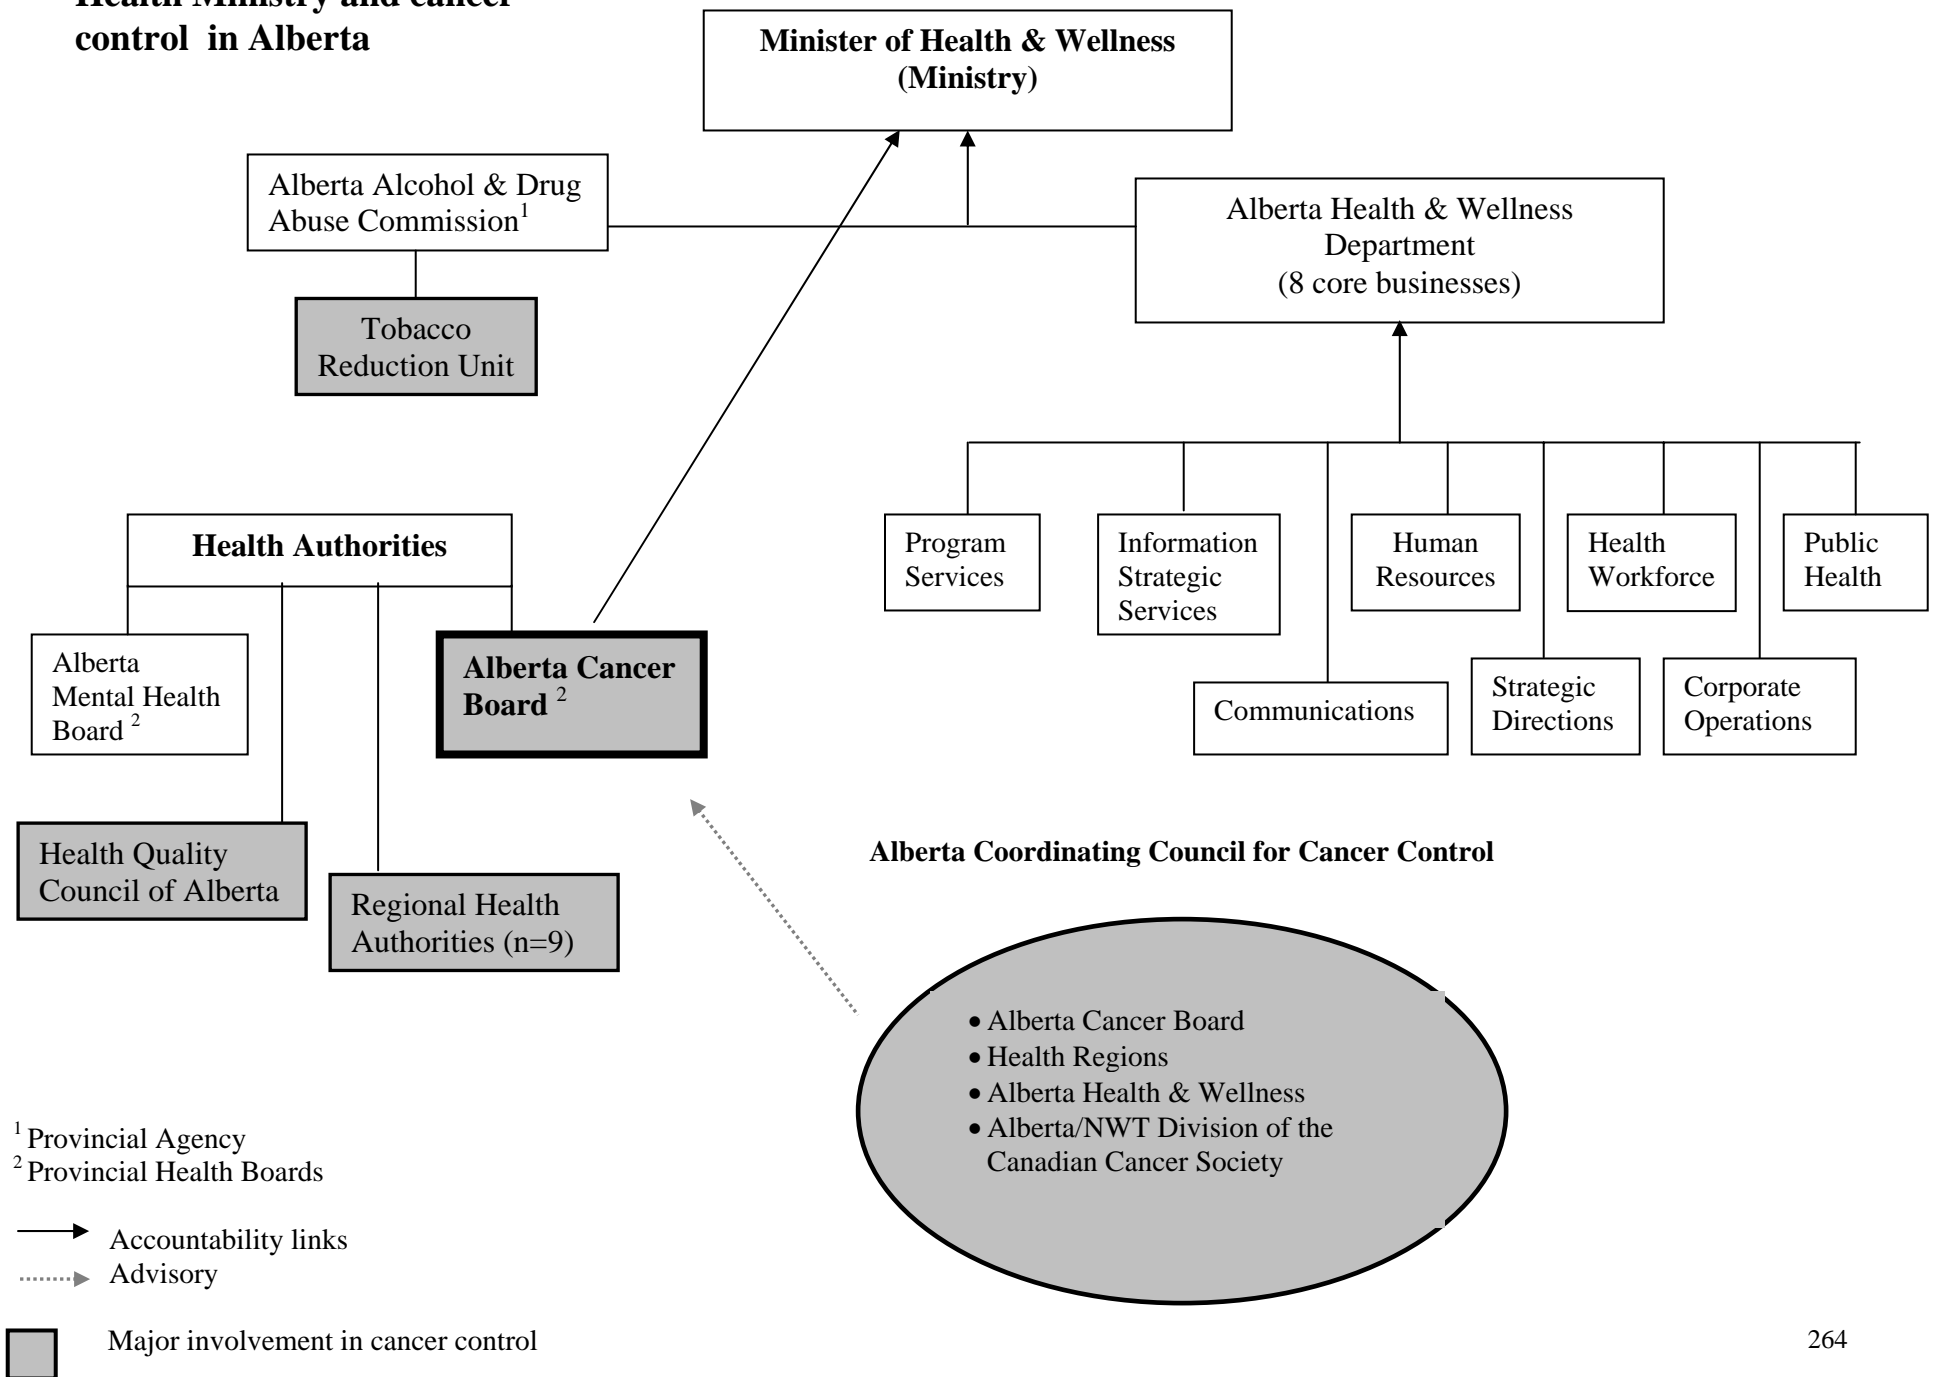 Health Ministry and cancer
control in Alberta
Minister of Health & Wellness
(Ministry)
Alberta Alcohol & Drug
Abuse Commission1
Alberta Health & Wellness
Department
(8 core businesses)
Tobacco
Reduction Unit
Health Authorities
Program
Services
Information
Strategic
Services
Human
Resources
Health
Workforce
Public
Health
Alberta
Mental Health
Board 2
Alberta Cancer
Board 2
Communications
Strategic
Directions
Corporate
Operations
Health Quality
Council of Alberta
Regional Health
Authorities (n=9)
Alberta Coordinating Council for Cancer Control
• Alberta Cancer Board
• Health Regions
• Alberta Health & Wellness
• Alberta/NWT Division of the
Canadian Cancer Society
1 Provincial Agency
2 Provincial Health Boards
Accountability links
Advisory
Major involvement in cancer control
264